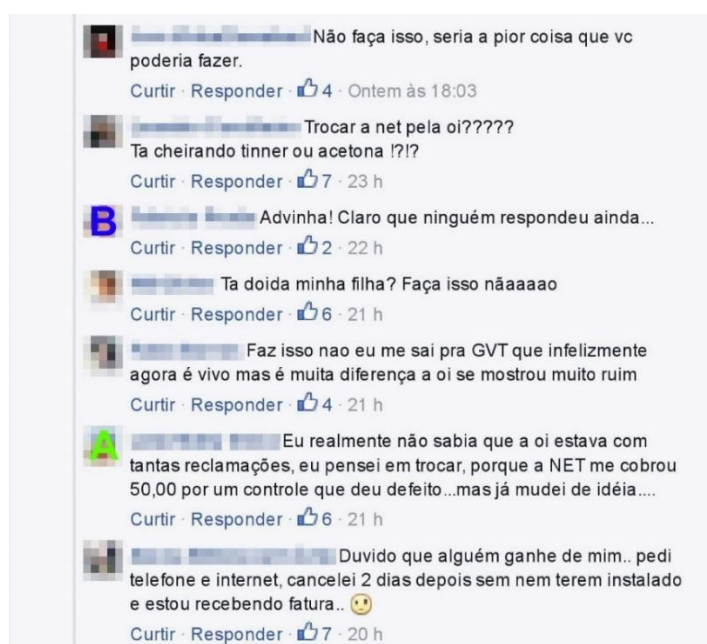 Não faça isso, seria a pior coisa que vc
poderia fazer.
Curtir · Responder · 4 · Ontem às 18:03
Trocar a net pela oi?????
Ta cheirando tinner ou acetona !?!?
Curtir · Responder · 7 · 23 h
B
Advinha! Claro que ninguém respondeu ainda...
Curtir · Responder · 2 · 22 h
Ta doida minha filha? Faça isso nãaaaao
Curtir · Responder · 6 · 21 h
Faz isso nao eu me sai pra GVT que infelizmente
agora é vivo mas é muita diferença a oi se mostrou muito ruim
Curtir · Responder · 4 · 21 h
A
Eu realmente não sabia que a oi estava com
tantas reclamações, eu pensei em trocar, porque a NET me cobrou
50,00 por um controle que deu defeito...mas já mudei de idéia....
Curtir · Responder · 6 · 21 h
Duvido que alguém ganhe de mim.. pedi
telefone e internet, cancelei 2 dias depois sem nem terem instalado
e estou recebendo fatura..
Curtir · Responder · 7 · 20 h